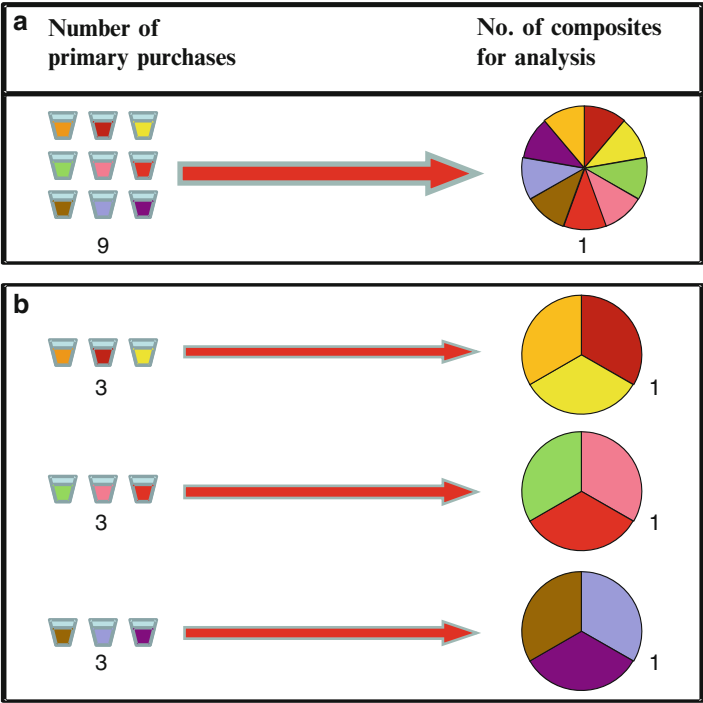 a
Number of
primary purchases
No. of composites
for analysis
9
1
b
3
1
3
1
3
1